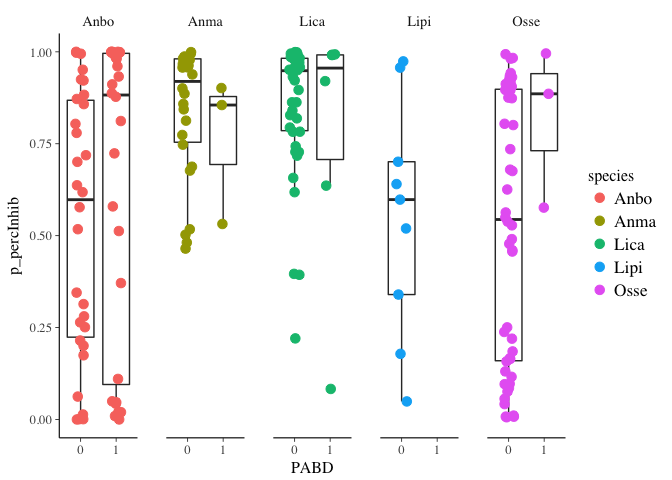 Anbo Anma Lica Lipi Osse
1.00
0.75
0.50
0.25
0.00
p_percInhib
0 1 0 1 0 1 0 1 0 1
PABD
species
Anbo
Anma
Lica
Lipi
Osse